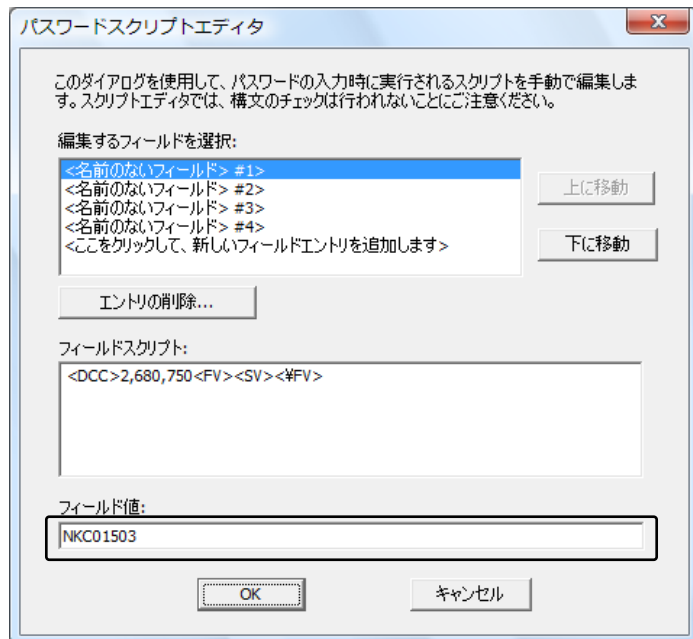 パスワードスクリプトエディタ
このダイアログを使用して、パスワードの入力時に実行されるスクリプトを手動で編集しま
す。スクリプトエディタでは、構文のチェックは行われないことにご注意ください。
編集するフィールドを選択:
<名前のないフィールド> #1>
<名前のないフィールド> #2>
<名前のないフィールド> #3>
<名前のないフィールド> #4>
<ここをクリックして、新しいフィールドエントリを追加します>
上に移動
下に移動
エントリの削除...
フィールドスクリプト:
<DCC>2,680,750<FV><SV><¥FV>
フィールド値:
NKC01503
OK
キャンセル